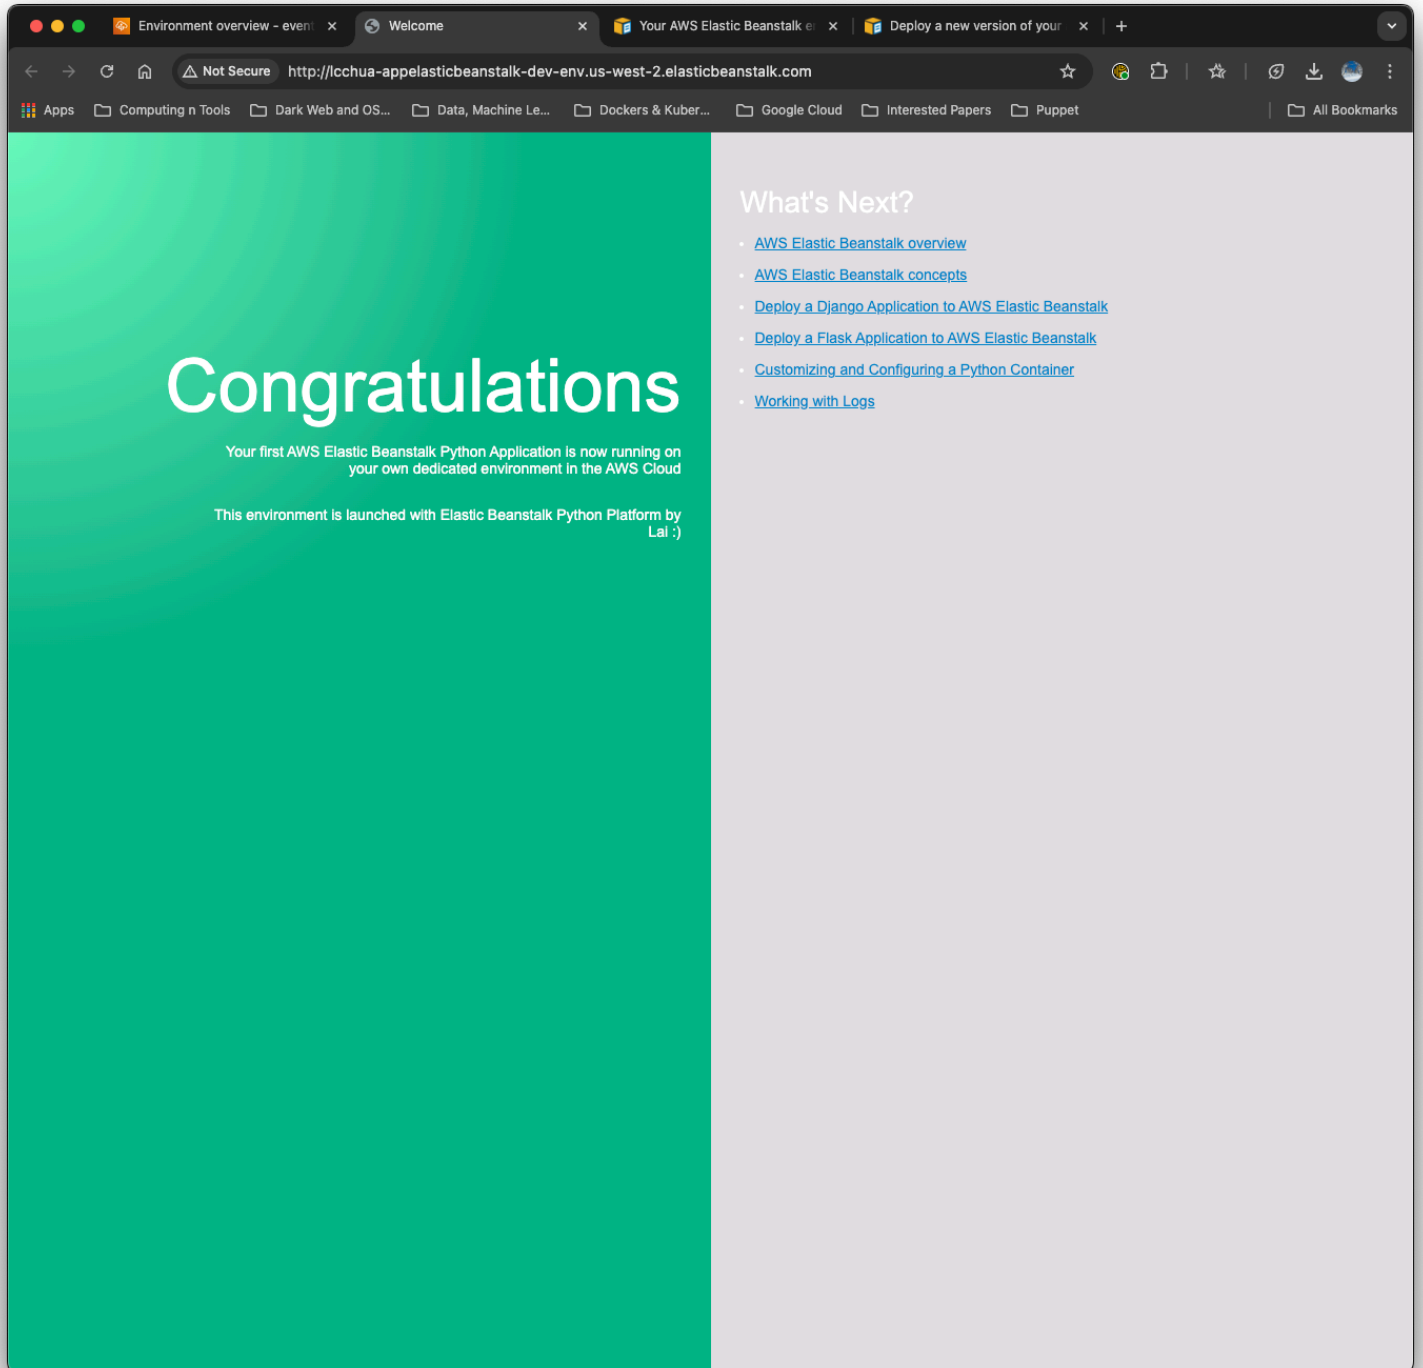 Environment overview - event
Welcome
Your AWS Elastic Beanstalk e
Deploy a new version of your
Not Secure
http://lcchua-appelasticbeanstalk-dev-env.us-west-2.elasticbeanstalk.com
Apps
Computing n Tools
Dark Web and OS...
Data, Machine Le...
Dockers & Kuber...
Google Cloud
Interested Papers
Puppet
All Bookmarks
Congratulations
Your first AWS Elastic Beanstalk Python Application is now running on
your own dedicated environment in the AWS Cloud
This environment is launched with Elastic Beanstalk Python Platform by
Lai :)
What's Next?
AWS Elastic Beanstalk overview
AWS Elastic Beanstalk concepts
Deploy a Django Application to AWS Elastic Beanstalk
Deploy a Flask Application to AWS Elastic Beanstalk
Customizing and Configuring a Python Container
Working with Logs